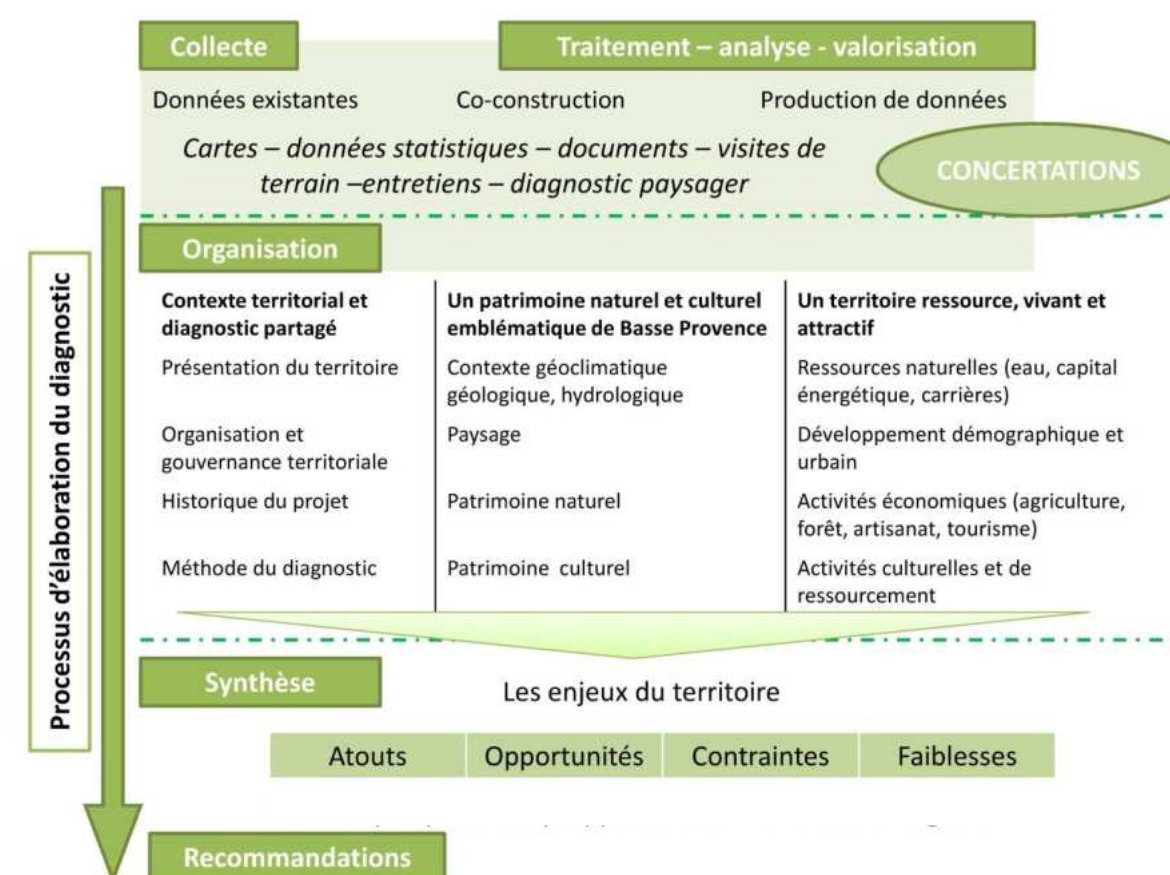 Collecte
Traitement – analyse - valorisation
Données existantes
Co-construction
Production de données
Cartes – données statistiques – documents – visites de
terrain –entretiens – diagnostic paysager
CONCERTATIONS
Processus d'élaboration du diagnostic
Organisation
Contexte territorial et
diagnostic partagé
Présentation du territoire
Organisation et
gouvernance territoriale
Historique du projet
Méthode du diagnostic
Un patrimoine naturel et culturel
emblématique de Basse Provence
Contexte géoclimatique
géologique, hydrologique
Paysage
Patrimoine naturel
Patrimoine culturel
Un territoire ressource, vivant et
attractif
Ressources naturelles (eau, capital
énergétique, carrières)
Développement démographique et
urbain
Activités économiques (agriculture,
forêt, artisanat, tourisme)
Activités culturelles et de
ressourcement
Synthèse
Les enjeux du territoire
Atouts
Opportunités
Contraintes
Faiblesses
Recommandations